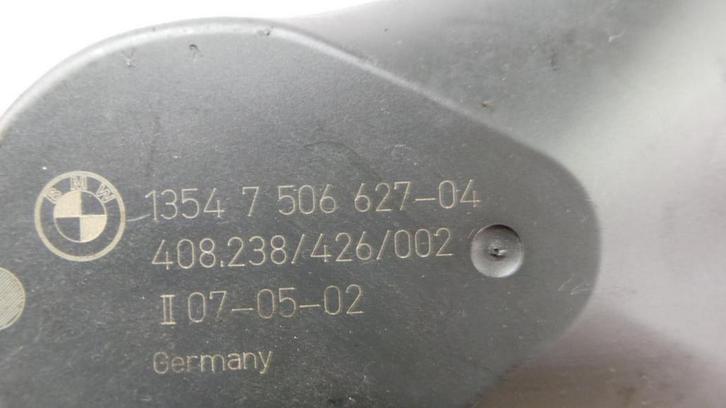 BMW
1354 7 506 627-04
408.238/426/002
II 07-05-02
Germany